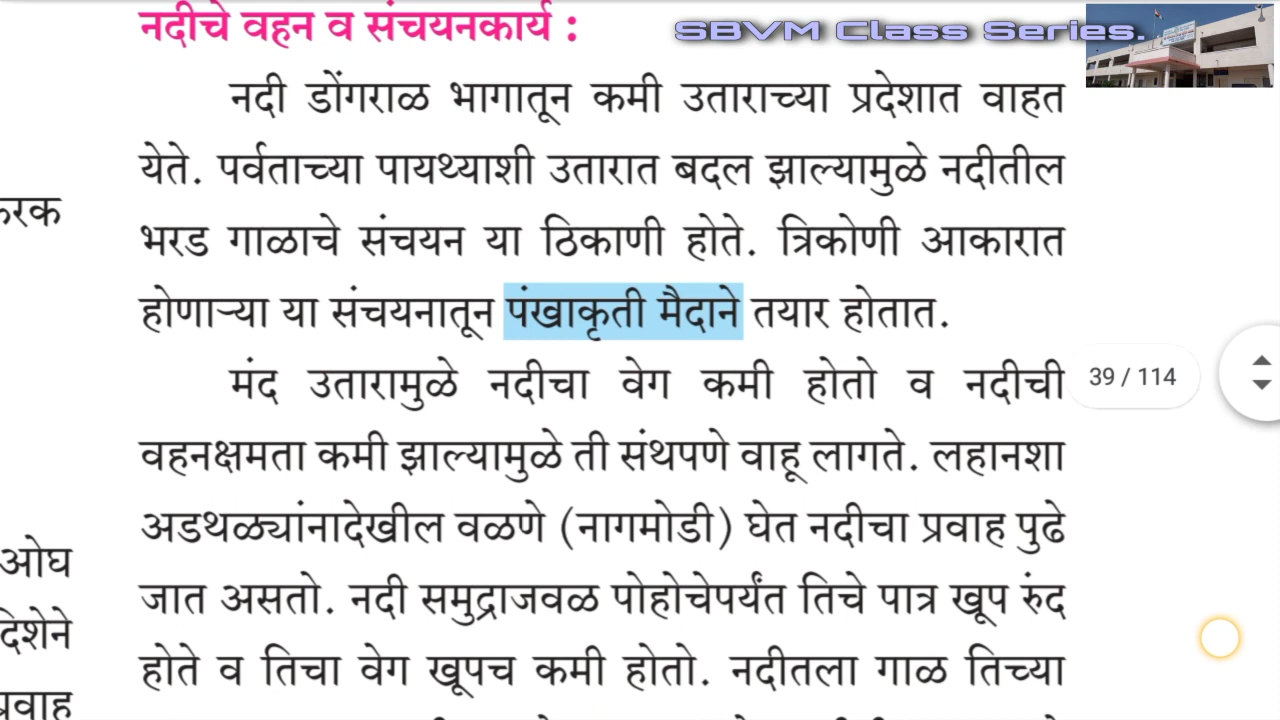 SBVM Class Series.
नदीचे वहन व संचयनकार्य :
नदी डोंगराळ भागातून कमी उताराच्या प्रदेशात वाहत
येते. पर्वताच्या पायथ्याशी उतारात बदल झाल्यामुळे नदीतील
भरड गाळाचे संचयन या ठिकाणी होते. त्रिकोणी आकारात
होणाऱ्या या संचयनातून पंखाकृती मैदाने तयार होतात.
मंद उतारामुळे नदीचा वेग कमी होतो व नदीची
वहनक्षमता कमी झाल्यामुळे ती संथपणे वाहू लागते. लहानशा
अडथळ्यांनादेखील वळणे (नागमोडी) घेत नदीचा प्रवाह पुढे
जात असतो. नदी समुद्राजवळ पोहोचेपर्यंत तिचे पात्र खूप रुंद
होते व तिचा वेग खूपच कमी होतो. नदीतला गाळ तिच्या
39 / 114
ओघ
दिशेने